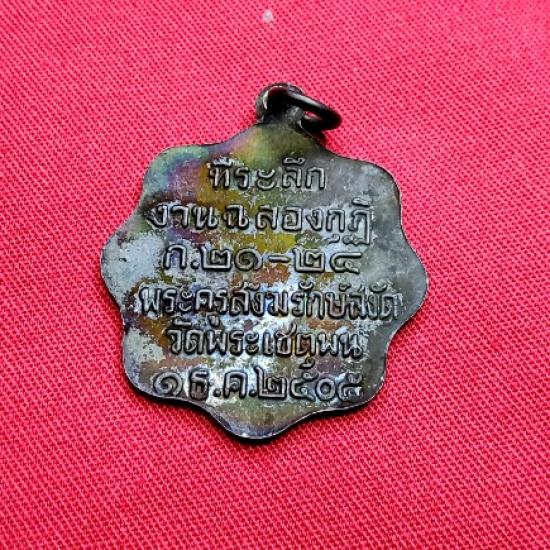 ที่ระลึก
งานฉลองกุฏิ
ก.๒๑-๒๔
พระครูสังฆรักษ์สงัด
วัดพระเชตุพน
๑ ธ.ค.๒๕๐๕